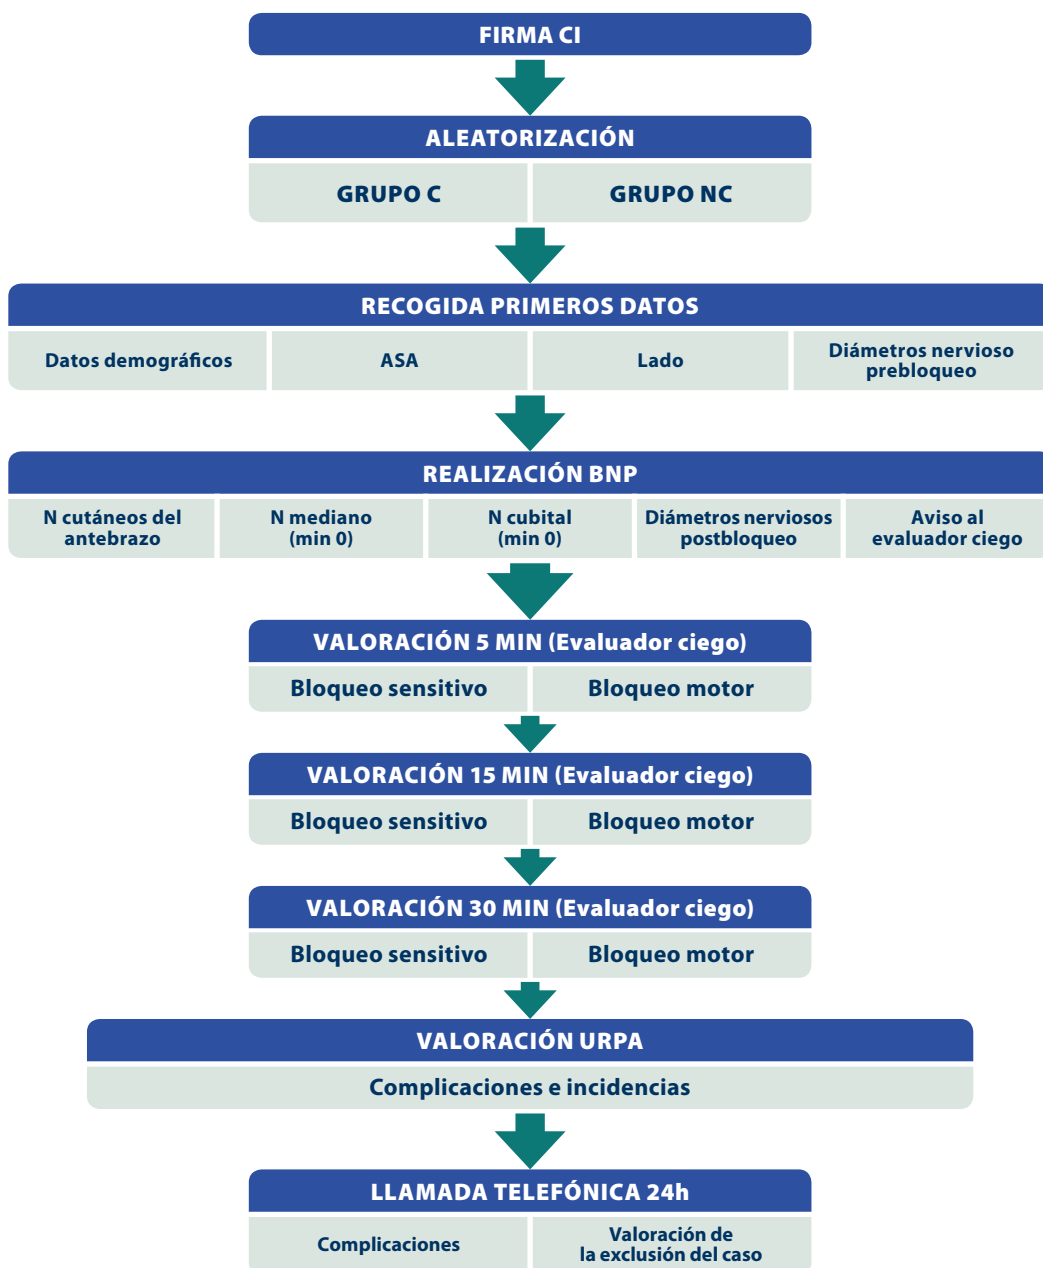 FIRMA CI
ALEATORIZACIÓN
GRUPO C
GRUPO NC
RECOGIDA PRIMEROS DATOS
Datos demográficos
ASA
Lado
Diámetros nervioso
prebloqueo
REALIZACIÓN BNP
N cutáneos del
antebrazo
N mediano
(min 0)
N cubital
(min 0)
Diámetros nerviosos
postbloqueo
Aviso al
evaluador ciego
VALORACIÓN 5 MIN (Evaluador ciego)
Bloqueo sensitivo
Bloqueo motor
VALORACIÓN 15 MIN (Evaluador ciego)
Bloqueo sensitivo
Bloqueo motor
VALORACIÓN 30 MIN (Evaluador ciego)
Bloqueo sensitivo
Bloqueo motor
VALORACIÓN URPA
Complicaciones e incidencias
LLAMADA TELEFÓNICA 24h
Complicaciones
Valoración de
la exclusión del caso